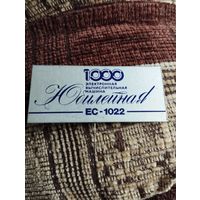 1000
ЭЛЕКТРОННАЯ
ВЫЧИСЛИТЕЛЬНАЯ
МАШИНА
Юбилейная
ЕС-1022